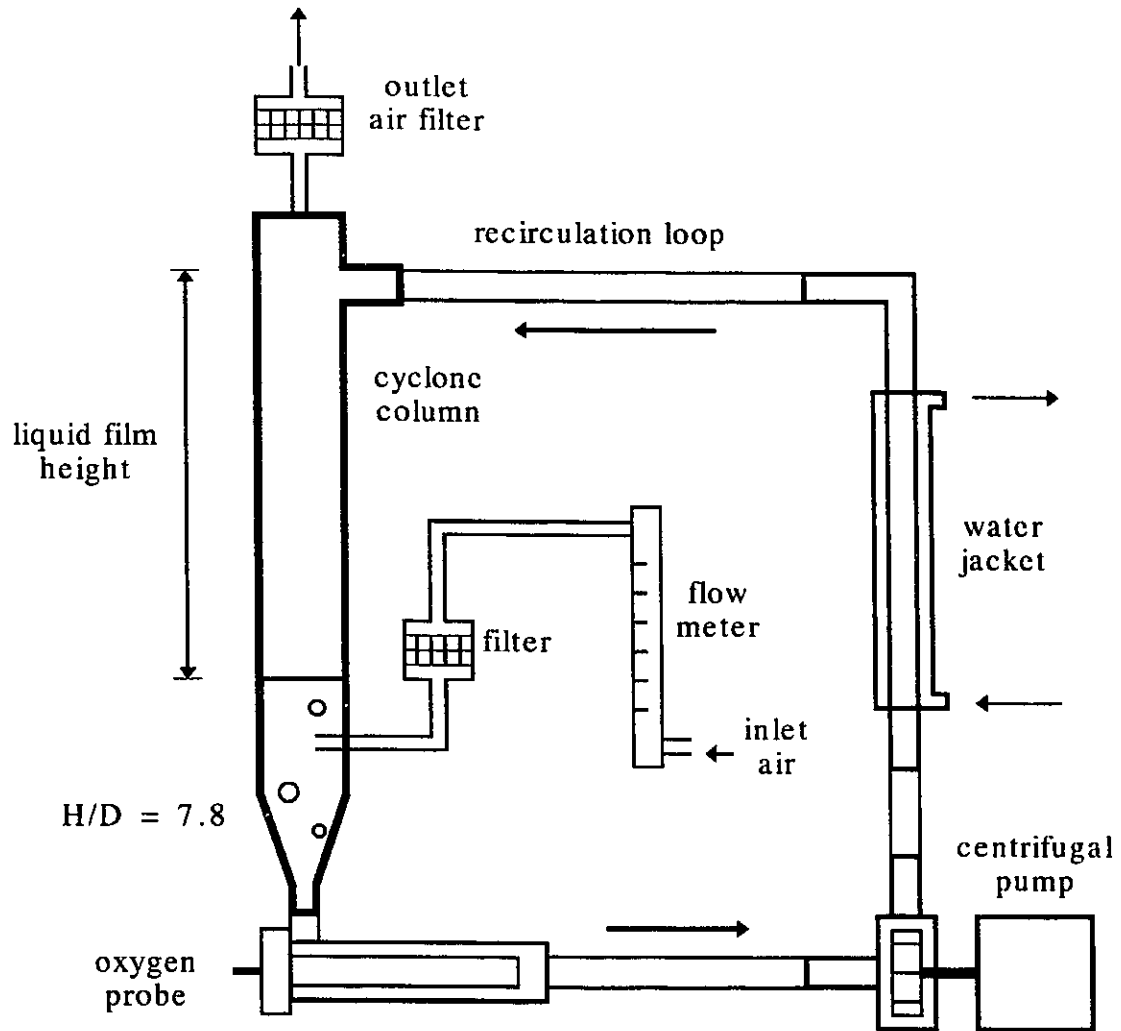 outlet
air filter
recirculation loop
cyclone
column
liquid film
height
water
jacket
flow
meter
filter
inlet
air
H/D = 7.8
centrifugal
pump
oxygen
probe